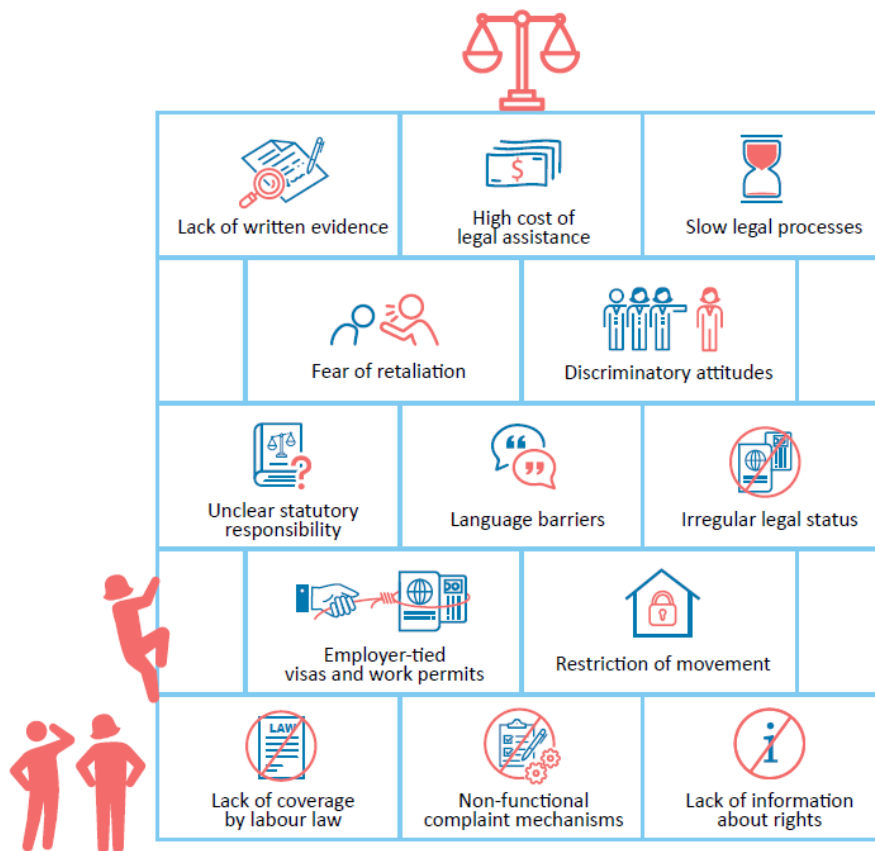 Lack of written evidence
High cost of
legal assistance
$
Slow legal processes
Fear of retaliation
Discriminatory attitudes
Unclear statutory
responsibility
?
Language barriers
Irregular legal status
Employer-tied
visas and work permits
Restriction of movement
LAW
Lack of coverage
by labour law
Non-functional
complaint mechanisms
i
Lack of information
about rights